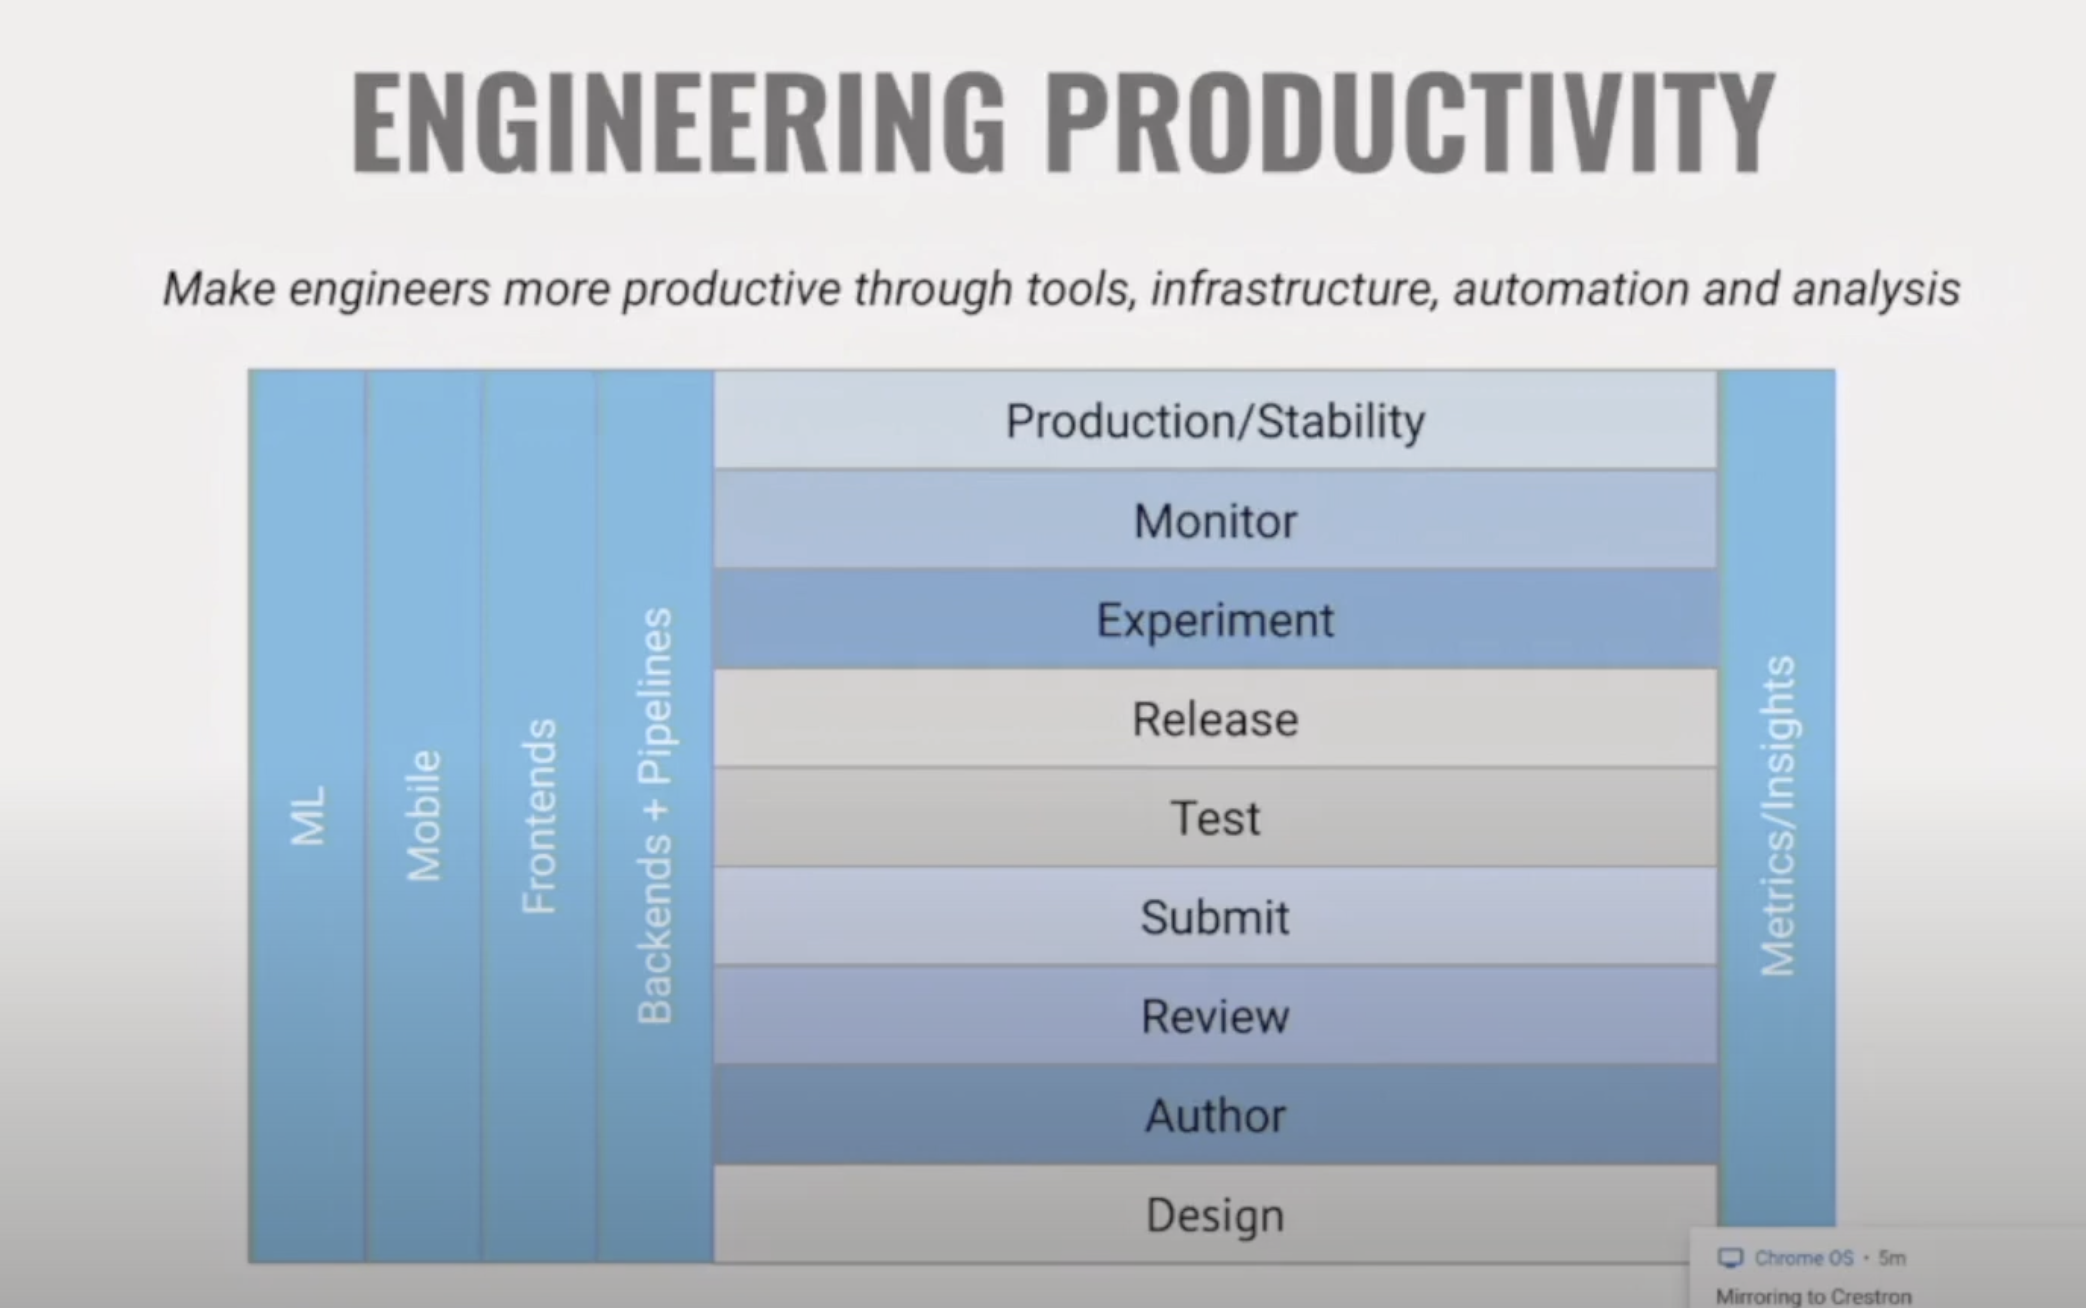 ENGINEERING PRODUCTIVITY
Make engineers more productive through tools, infrastructure, automation and analysis
ML
Mobile
Frontends
Backends + Pipelines
Production/Stability
Monitor
Experiment
Release
Test
Submit
Review
Author
Design
Metrics/Insights
Chrome OS • 5m
Mirroring to Crestron